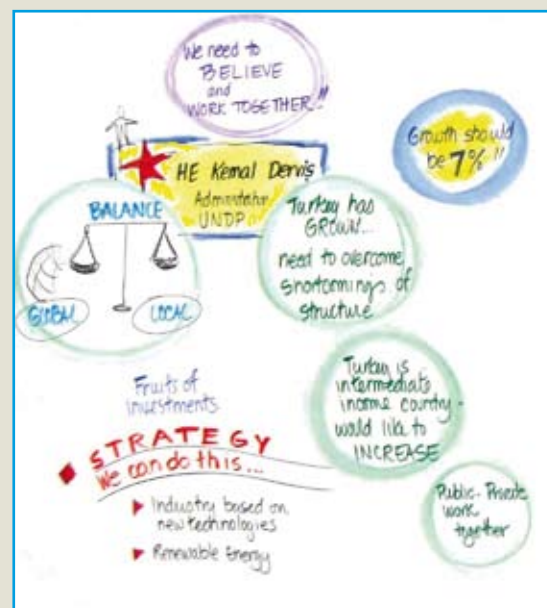 We need to
BELIEVE
and
WORK TOGETHER!!
Growth should
be 7%!!
HE Kemal Derviş
Administrator
UNDP
BALANCE
GLOBAL
LOCAL
Turkey has
GROWN...
need to overcome
shortcomings of
structure
Turkey is
intermediate
income country -
would like to
INCREASE
Fruits of
investments
STRATEGY
We can do this...
Industry based on
new technologies
Renewable Energy
Public-Private
work
together